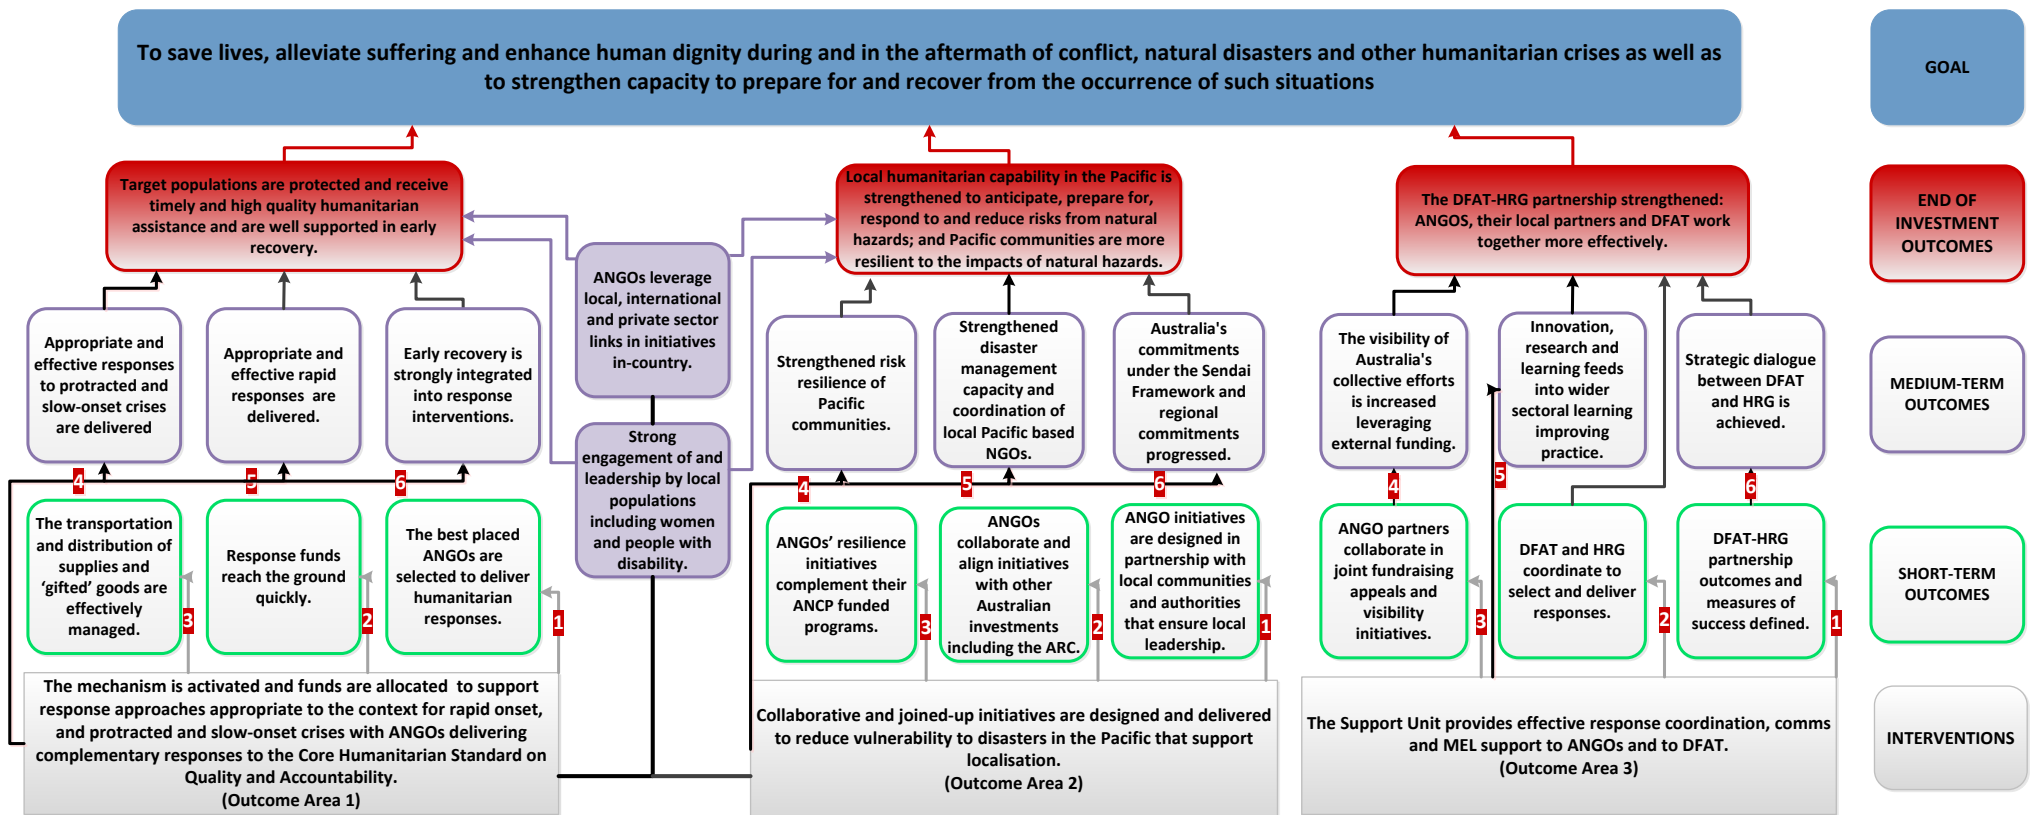 To save lives, alleviate suffering and enhance human dignity during and in the aftermath of conflict, natural disasters and other humanitarian crises as well as
to strengthen capacity to prepare for and recover from the occurrence of such situations
GOAL
Target populations are protected and receive
timely and high quality humanitarian
assistance and are well supported in early
recovery.
Local humanitarian capability in the Pacific is
strengthened to anticipate, prepare for,
respond to and reduce risks from natural
hazards; and Pacific communities are more
resilient to the impacts of natural hazards.
The DFAT-HRG partnership strengthened:
ANGOS, their local partners and DFAT work
together more effectively.
END OF
INVESTMENT
OUTCOMES
ANGOs leverage
local, international
and private sector
links in initiatives
in-country.
Strong
engagement of and
leadership by local
populations
including women
and people with
disability.
Appropriate and
effective responses
to protracted and
slow-onset crises
are delivered
Appropriate and
effective rapid
responses are
delivered.
Early recovery is
strongly integrated
into response
interventions.
Strengthened risk
resilience of
Pacific
communities.
Strengthened
disaster
management
capacity and
coordination of
local Pacific based
NGOs.
Australia's
commitments
under the Sendai
Framework and
regional
commitments
progressed.
The visibility of
Australia's
collective efforts
is increased
leveraging
external funding.
Innovation,
research and
learning feeds
into wider
sectoral learning
improving
practice.
Strategic dialogue
between DFAT
and HRG is
achieved.
MEDIUM-TERM
OUTCOMES
4
5
6
4
5
6
4
5
6
The transportation
and distribution of
supplies and
‘gifted’ goods are
effectively
managed.
3
Response funds
reach the ground
quickly.
2
The best placed
ANGOs are
selected to deliver
humanitarian
responses.
1
ANGOs’ resilience
initiatives
complement their
ANCP funded
programs.
3
ANGOs
collaborate and
align initiatives
with other
Australian
investments
including the ARC.
2
ANGO initiatives
are designed in
partnership with
local communities
and authorities
that ensure local
leadership.
1
ANGO partners
collaborate in
joint fundraising
appeals and
visibility
initiatives.
3
DFAT and HRG
coordinate to
select and deliver
responses.
2
DFAT-HRG
partnership
outcomes and
measures of
success defined.
1
SHORT-TERM
OUTCOMES
The mechanism is activated and funds are allocated to support
response approaches appropriate to the context for rapid onset,
and protracted and slow-onset crises with ANGOs delivering
complementary responses to the Core Humanitarian Standard on
Quality and Accountability.
(Outcome Area 1)
Collaborative and joined-up initiatives are designed and delivered
to reduce vulnerability to disasters in the Pacific that support
localisation.
(Outcome Area 2)
The Support Unit provides effective response coordination, comms
and MEL support to ANGOs and to DFAT.
(Outcome Area 3)
INTERVENTIONS